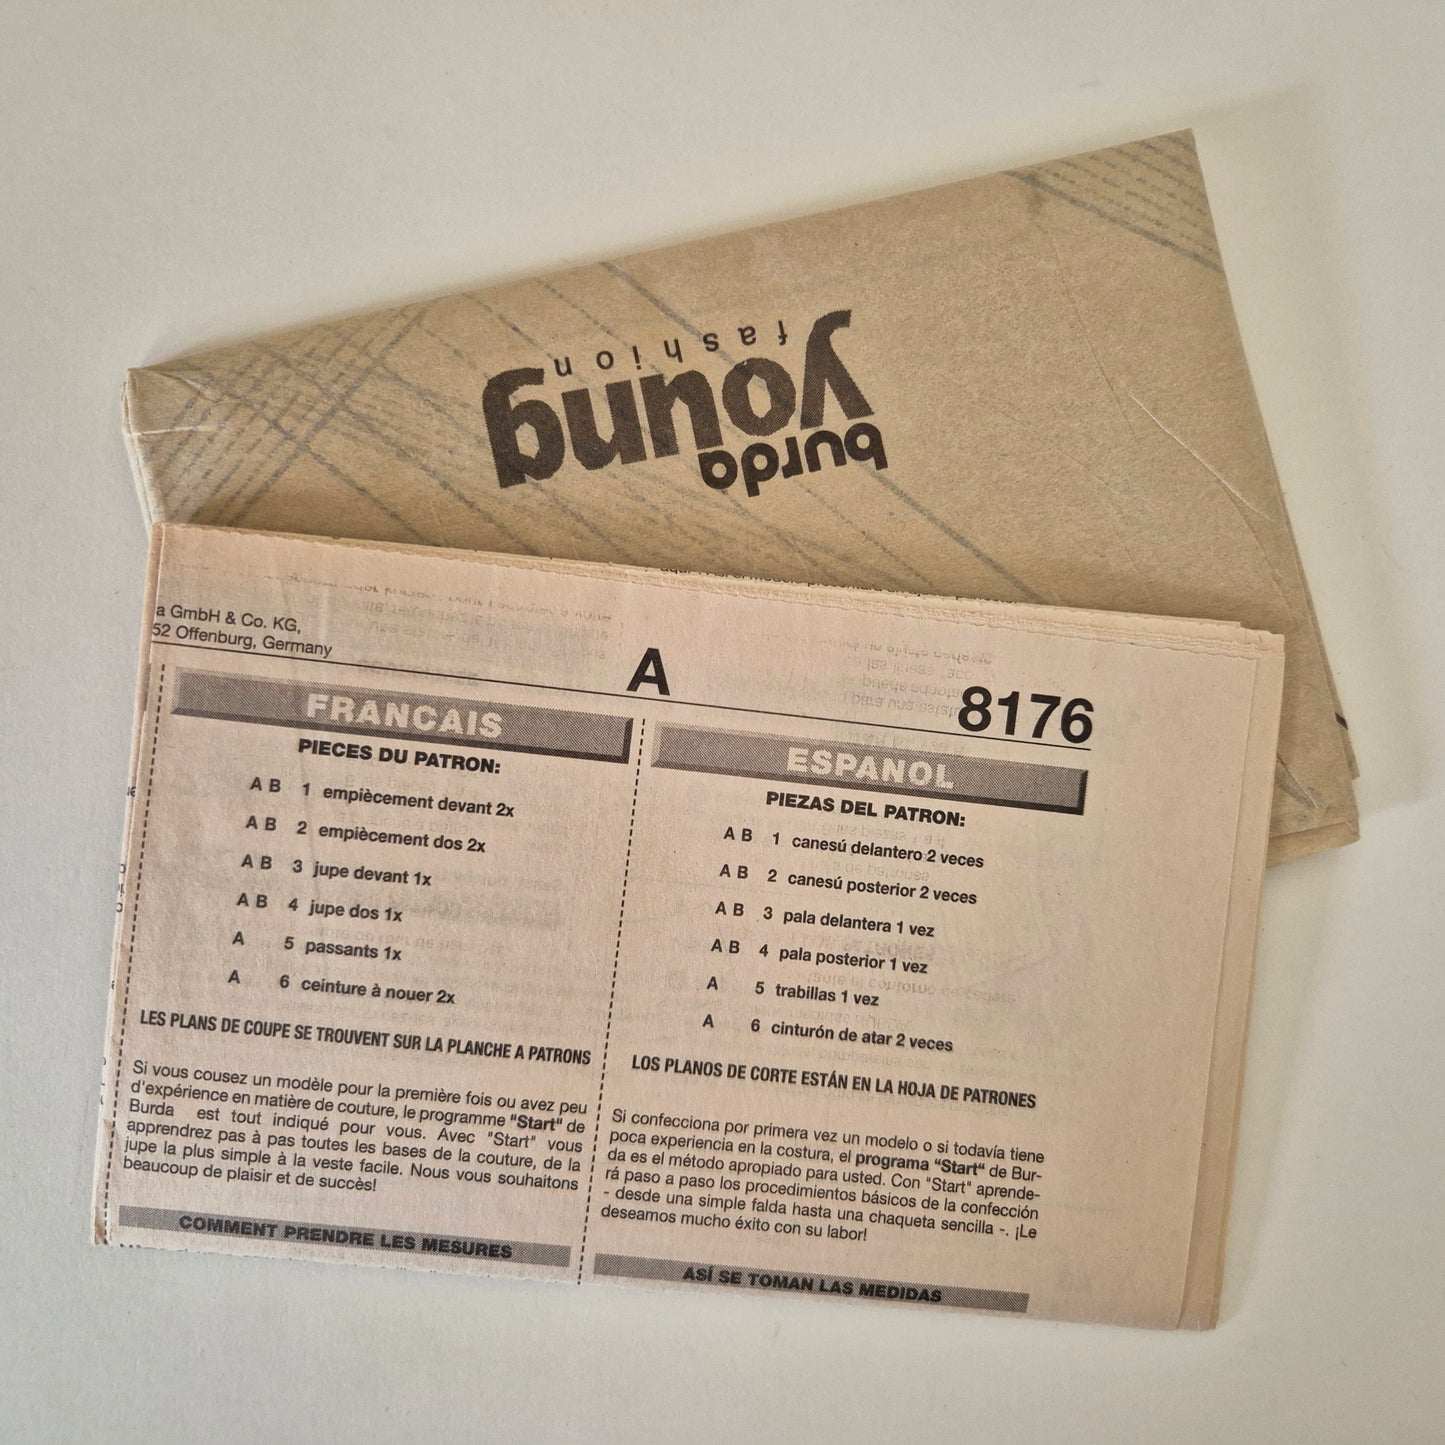 burda
young
fashion
a GmbH & Co. KG,
52 Offenburg, Germany
A
8176
FRANCAIS
PIECES DU PATRON:
A B 1 empiècement devant 2x
A B 2 empiècement dos 2x
A B 3 jupe devant 1x
A B 4 jupe dos 1x
A 5 passants 1x
A 6 ceinture à nouer 2x
LES PLANS DE COUPE SE TROUVENT SUR LA PLANCHE A PATRONS
Si vous cousez un modèle pour la première fois ou avez peu
d'expérience en matière de couture, le programme "Start" de
Burda est tout indiqué pour vous. Avec "Start" vous
apprendrez pas à pas toutes les bases de la couture, de la
jupe la plus simple à la veste facile. Nous vous souhaitons
beaucoup de plaisir et de succès!
COMMENT PRENDRE LES MESURES
ESPANOL
PIEZAS DEL PATRON:
A B 1 canesú delantero 2 veces
A B 2 canesú posterior 2 veces
A B 3 pala delantera 1 vez
A B 4 pala posterior 1 vez
A 5 trabillas 1 vez
A 6 cinturón de atar 2 veces
LOS PLANOS DE CORTE ESTÁN EN LA HOJA DE PATRONES
Si confecciona por primera vez un modelo o si todavía tiene
poca experiencia en la costura, el programa "Start“ de Bur-
da es el método apropiado para usted. Con "Start" aprende-
rá paso a paso los procedimientos básicos de la confección
- desde una simple falda hasta una chaqueta sencilla -. ¡Le
deseamos mucho éxito con su labor!
ASÍ SE TOMAN LAS MEDIDAS